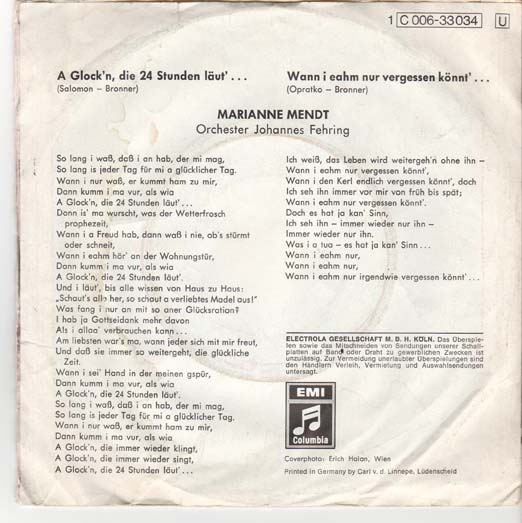 1 C 006-33034 U
A Glock'n, die 24 Stunden läut'...
(Salomon – Bronner)
Wann i eahm nur vergessen könnt'...
(Opratko – Bronner)
MARIANNE MENDT
Orchester Johannes Fehring
So lang i waß, daß i an hab, der mi mag,
So lang is jeder Tag für mi a glücklicher Tag.
Wann i nur waß, er kummt ham zu mir,
Dann kumm i ma vur, als wia
A Glock'n, die 24 Stunden läut'...
Dann is' ma wurscht, was der Wetterfrosch
prophezeit,
Wann i a Freud hab, dann waß i nie, ob's stürmt
oder schneit,
Wann i eahm hör' an der Wohnungstür,
Dann kumm i ma vur, als wia
A Glock'n, die 24 Stunden läut'.
Und i läut', bis alle wissen von Haus zu Haus:
„Schaut's alle her, so schaut a verliebtes Madel aus!"
Was fang i nur an mit so aner Glücksration?
I hab ja Gottseidank mehr davon
Als i allaa' verbrauchen kann...
Am liebsten war's ma, wann jeder sich mit mir freut,
Und daß sie immer so weitergeht, die glückliche
Zeit.
Wann i sei' Hand in der meinen gspür,
Dann kumm i ma vur, als wia
A Glock'n, die 24 Stunden läut'.
So lang i waß, daß i an hab, der mi mag,
So lang is jeder Tag für mi a glücklicher Tag.
Wann i nur waß, er kummt ham zu mir,
Dann kumm i ma vur, als wia
A Glock'n, die immer wieder klingt,
A Glock'n, die immer wieder singt,
A Glock'n, die 24 Stunden läut'...
Ich weiß, das Leben wird weitergeh'n ohne ihn –
Wann i eahm nur vergessen könnt',
Wann i den Kerl endlich vergessen könnt', doch
Ich seh ihn immer vor mir von früh bis spät;
Wann i eahm nur vergessen könnt'.
Doch es hat ja kan' Sinn,
Ich seh ihn – immer wieder nur ihn –
Immer wieder nur ihn.
Was i a tua – es hat ja kan' Sinn...
Wann i eahm nur,
Wann i eahm nur,
Wann i eahm nur irgendwie vergessen könnt'...
ELECTROLA GESELLSCHAFT M. B. H. KÖLN. Das Überspie-
len sowie das Mitschneiden von Sendungen unserer Schall-
platten auf Band oder Draht zu gewerblichen Zwecken ist
unzulässig. Zur Vermeidung unerlaubter Überspielungen sind
den Händlern Verleih, Vermietung und Auswahlsendungen
untersagt.
EMI
Columbia
Coverphoto: Erich Halan, Wien
Printed in Germany by Carl v. d. Linnepe, Lüdenscheid